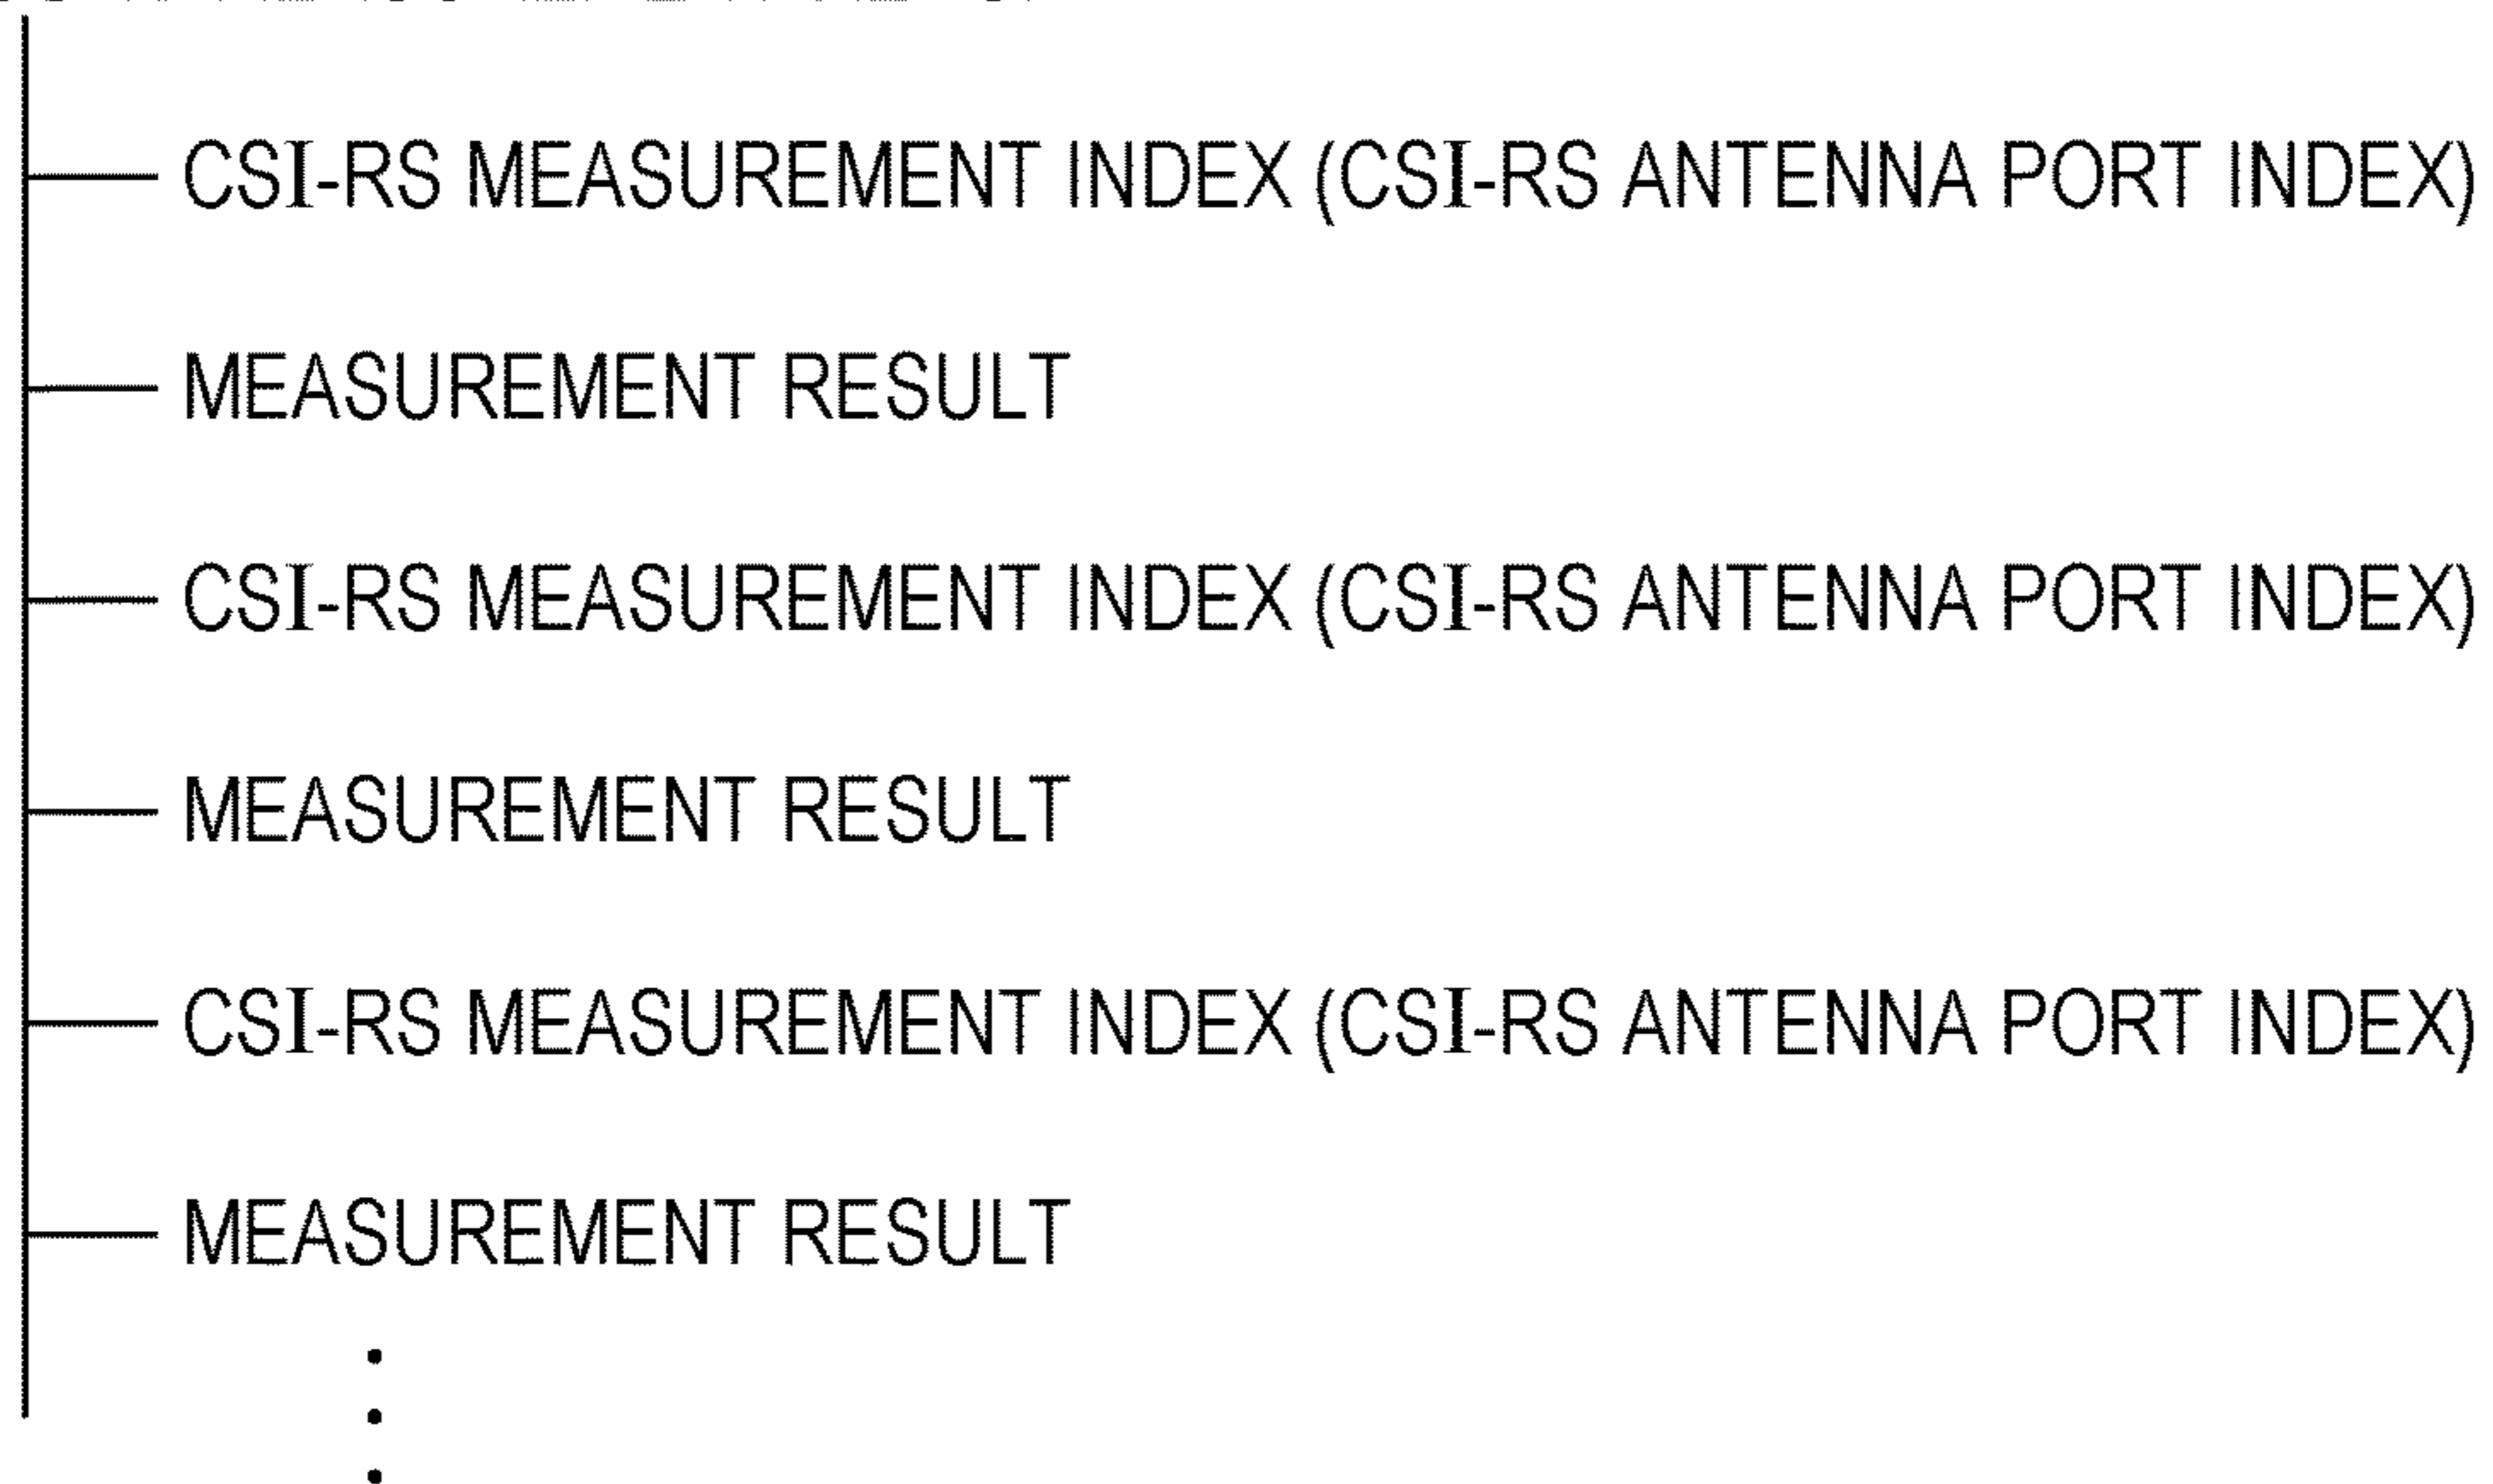 CSI-RS MEASUREMENT INDEX (CSI-RS ANTENNA PORT INDEX)
MEASUREMENT RESULT
CSI-RS MEASUREMENT INDEX (CSI-RS ANTENNA PORT INDEX)
MEASUREMENT RESULT
CSI-RS MEASUREMENT INDEX (CSI-RS ANTENNA PORT INDEX)
MEASUREMENT RESULT